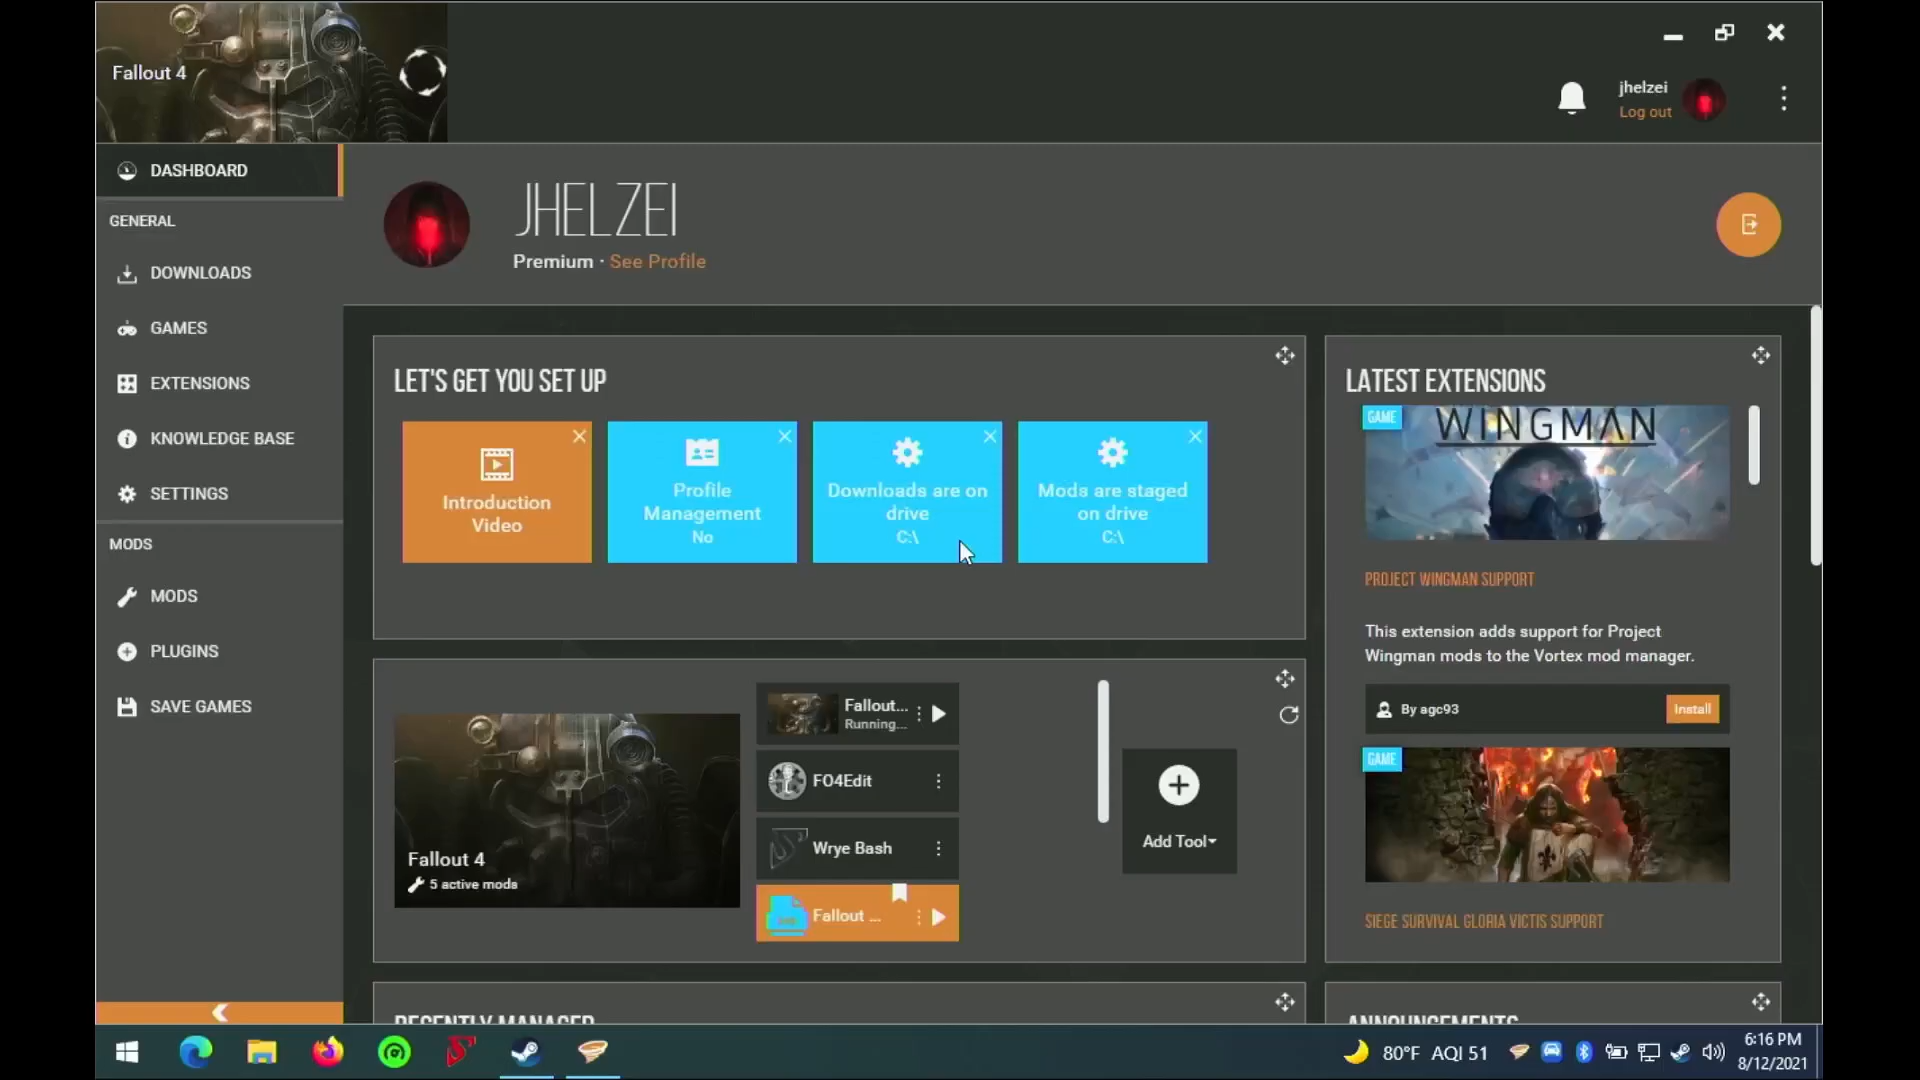 Fallout 4
jhelzei
Log out
DASHBOARD
GENERAL
DOWNLOADS
GAMES
EXTENSIONS
KNOWLEDGE BASE
SETTINGS
MODS
MODS
PLUGINS
SAVE GAMES
JHELZEI
Premium · See Profile
LET'S GET YOU SET UP
Introduction
Video
Profile
Management
No
Downloads are on
drive
C:\
Mods are staged
on drive
C:\
Fallout 4
5 active mods
Fallout...
Running...
FO4Edit
Wrye Bash
Fallout ...
Add Tool
RECENTLY MANAGED
LATEST EXTENSIONS
GAME
WINGMAN
PROJECT WINGMAN SUPPORT
This extension adds support for Project
Wingman mods to the Vortex mod manager.
By agc93
Install
GAME
SIEGE SURVIVAL GLORIA VICTIS SUPPORT
ANNOUNCEMENTS
80°F AQI 51
6:16 PM
8/12/2021